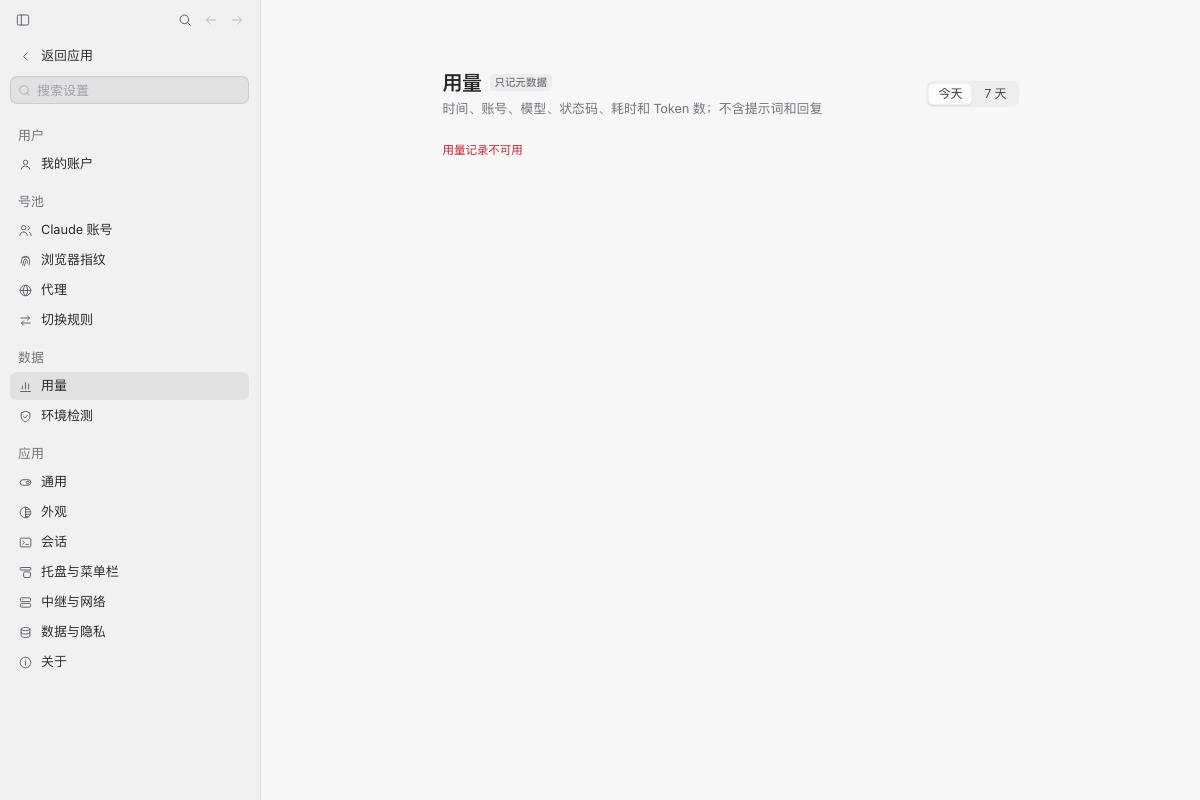 返回应用
搜索设置
用户
我的账户
号池
Claude 账号
浏览器指纹
代理
切换规则
数据
用量
环境检测
应用
通用
外观
会话
托盘与菜单栏
中继与网络
数据与隐私
关于
用量 只记元数据
时间、账号、模型、状态码、耗时和 Token 数；不含提示词和回复
今天 7 天
用量记录不可用